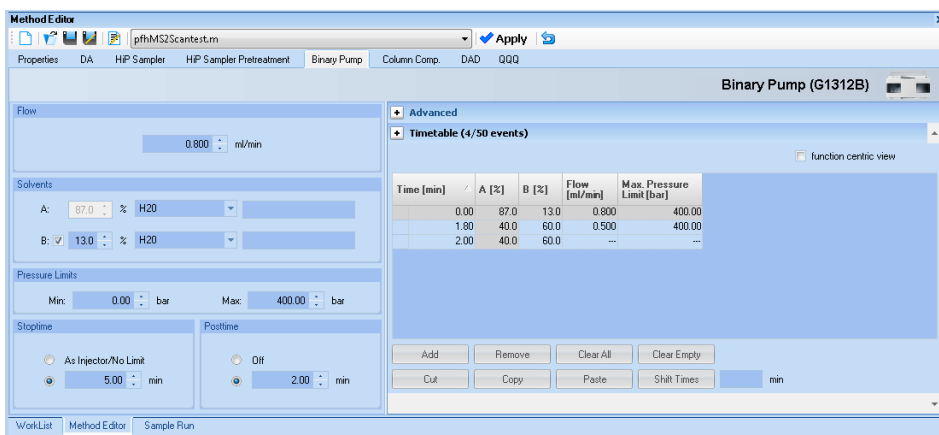 Method Editor
pfhMS2Scantest.m Apply
Properties DA HiP Sampler HiP Sampler Pretreatment Binary Pump Column Comp. DAD QQQ
Binary Pump (G1312B)
Flow
0.800 ml/min
Solvents
A: 87.0 % H20
B: 13.0 % H20
Pressure Limits
Min: 0.00 bar Max: 400.00 bar
Stoptime
As Injector/No Limit
5.00 min
Posttime
Off
2.00 min
Advanced
Timetable (4/50 events)
function centric view
Time [min] A [%] B [%] Flow [ml/min] Max. Pressure Limit [bar]
0.00 87.0 13.0 0.800 400.00
1.80 40.0 60.0 0.500 400.00
2.00 40.0 60.0 --- ---
Add Remove Clear All Clear Empty
Cut Copy Paste Shift Times min
WorkList Method Editor Sample Run